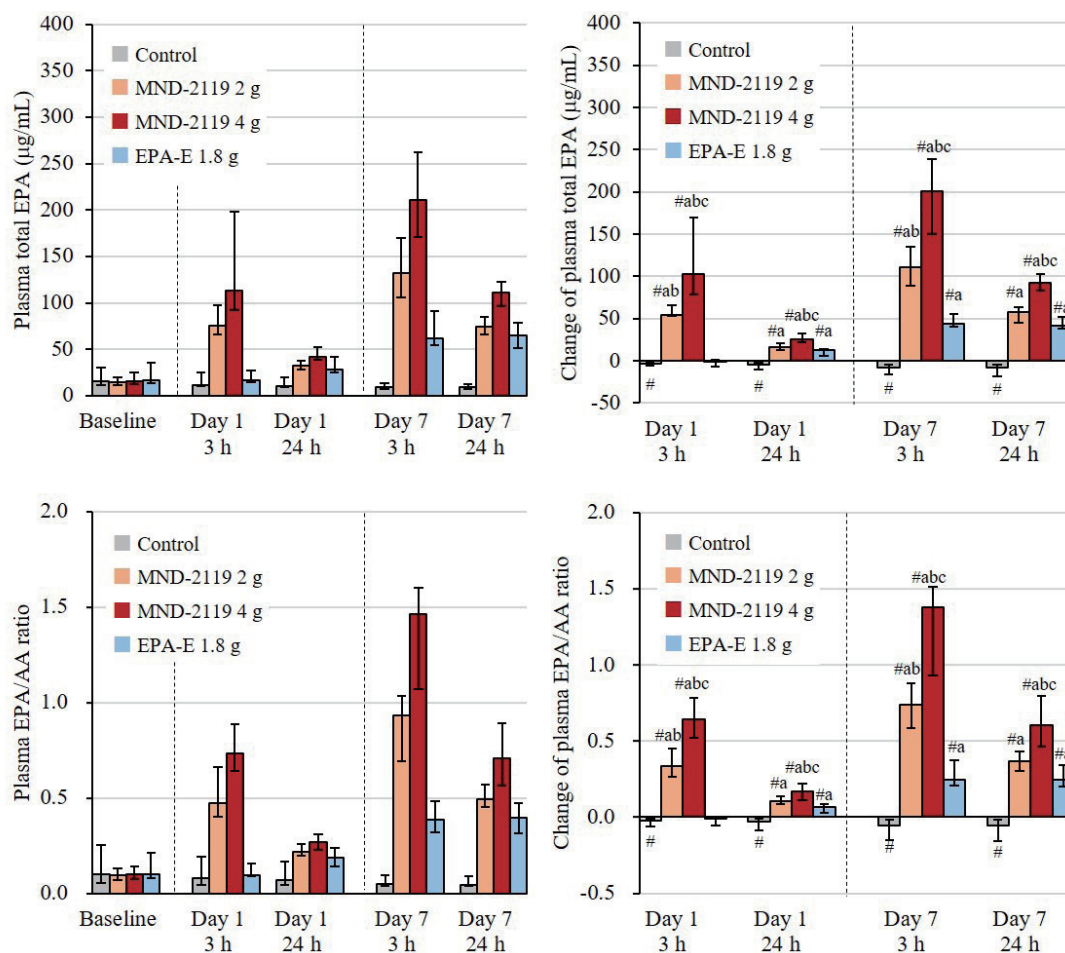 Plasma total EPA (μg/mL)
400
350
300
250
200
150
100
50
0
Control
MND-2119 2 g
MND-2119 4 g
EPA-E 1.8 g
Baseline
Day 1
3 h
Day 1
24 h
Day 7
3 h
Day 7
24 h
Change of plasma total EPA (μg/mL)
400
350
300
250
200
150
100
50
0
-50
Control
MND-2119 2 g
MND-2119 4 g
EPA-E 1.8 g
#
#ab
#abc
#
#a
#abc
#a
#
#ab
#abc
#a
#
#a
#abc
Day 1
3 h
Day 1
24 h
Day 7
3 h
Day 7
24 h
Plasma EPA/AA ratio
2.0
1.5
1.0
0.5
0.0
Control
MND-2119 2 g
MND-2119 4 g
EPA-E 1.8 g
Baseline
Day 1
3 h
Day 1
24 h
Day 7
3 h
Day 7
24 h
Change of plasma EPA/AA ratio
2.0
1.5
1.0
0.5
0.0
-0.5
Control
MND-2119 2 g
MND-2119 4 g
EPA-E 1.8 g
#
#ab
#abc
#
#a
#abc
#a
#
#ab
#abc
#a
#
#a
#abc
Day 1
3 h
Day 1
24 h
Day 7
3 h
Day 7
24 h